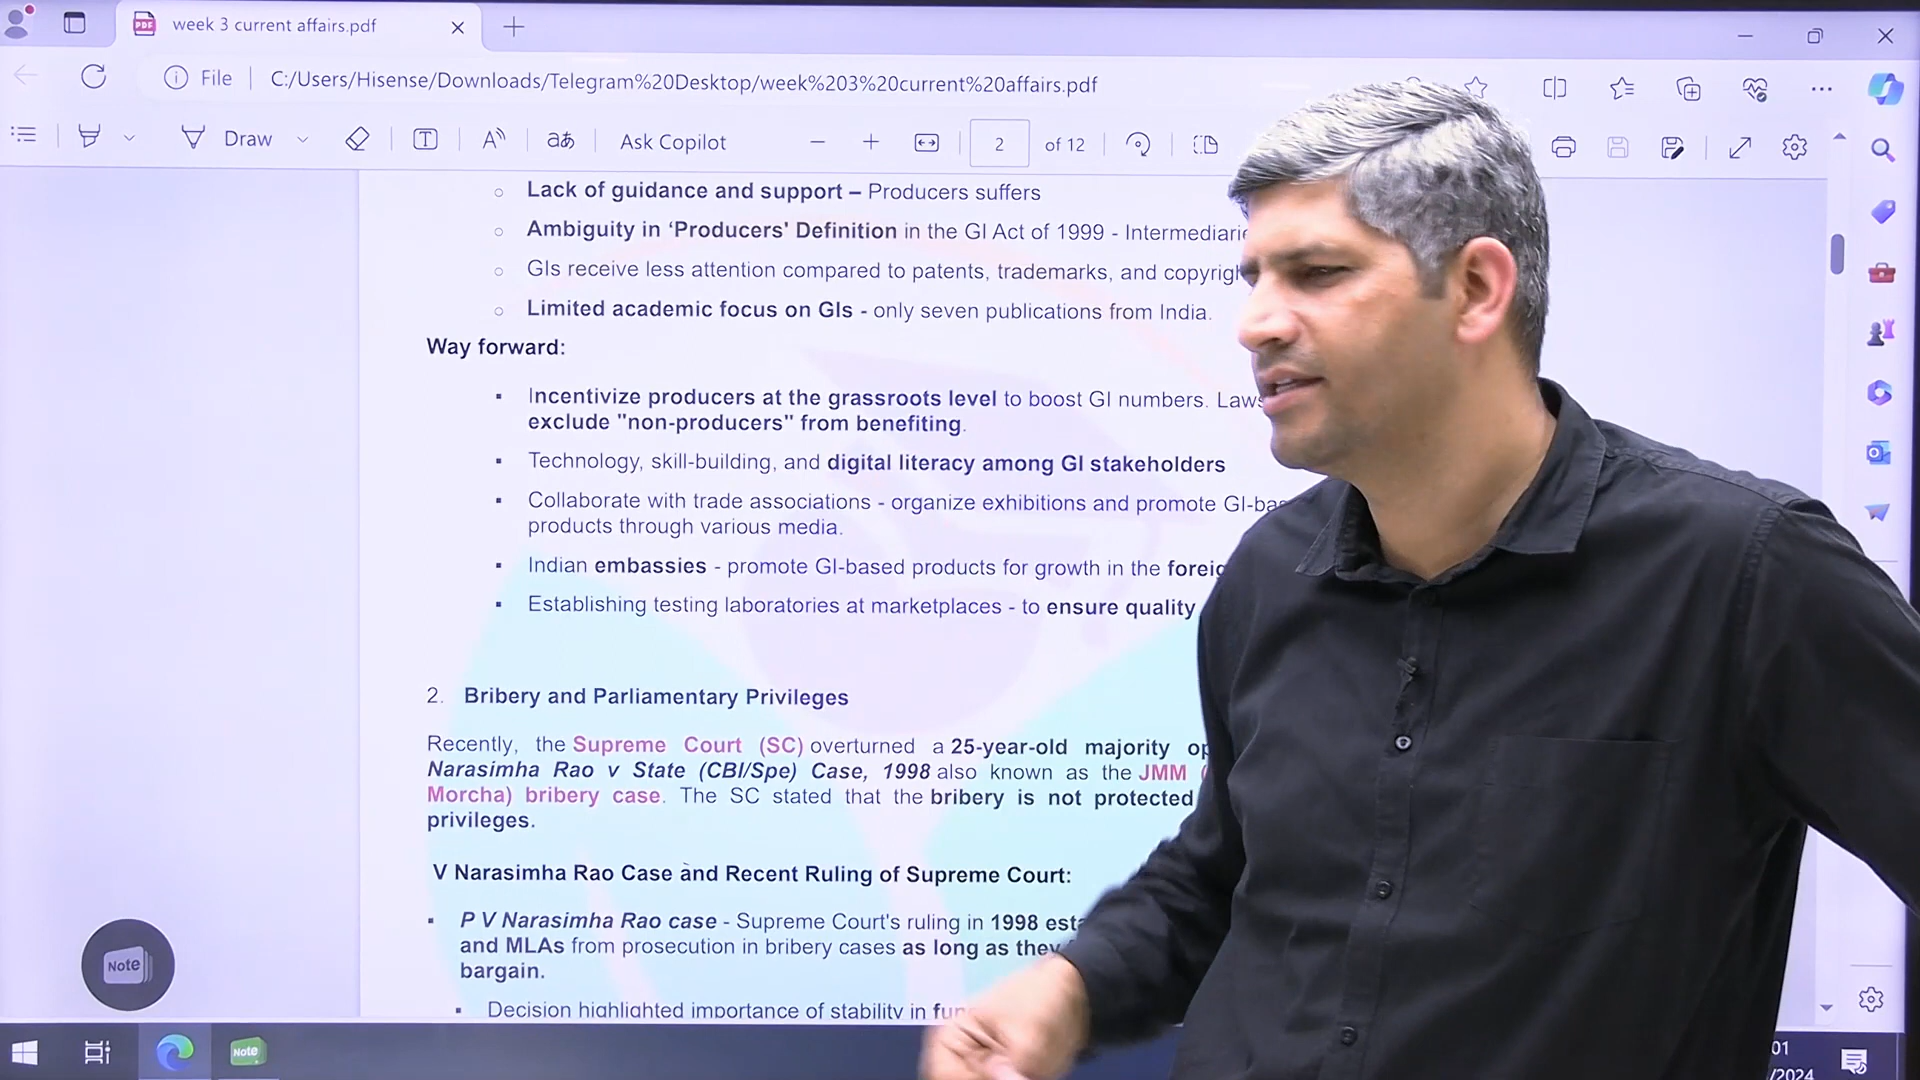 week 3 current affairs.pdf
File
C:/Users/Hisense/Downloads/Telegram%20Desktop/week%203%20current%20affairs.pdf
Draw
Ask Copilot
2 of 12
Lack of guidance and support – Producers suffers
Ambiguity in ‘Producers' Definition in the GI Act of 1999 -
GIs receive less attention compared to patents, trademarks, and
Limited academic focus on GIs - only seven publications from India.
Way forward:
Incentivize producers at the grassroots level to boost GI numbers. Laws
exclude "non-producers" from benefiting.
Technology, skill-building, and digital literacy among GI stakeholders
Collaborate with trade associations - organize exhibitions and promote
products through various media.
Indian embassies - promote GI-based products for growth in the
Establishing testing laboratories at marketplaces - to ensure quality
2. Bribery and Parliamentary Privileges
Recently, the Supreme Court (SC) overturned a 25-year-old majority
Narasimha Rao v State (CBI/Spe) Case, 1998 also known as the JMM
Morcha) bribery case. The SC stated that the bribery is not protected
privileges.
V Narasimha Rao Case and Recent Ruling of Supreme Court:
P V Narasimha Rao case - Supreme Court's ruling in 1998
and MLAs from prosecution in bribery cases as long as they
bargain.
Decision highlighted importance of stability in
Note
Note
01
/2024